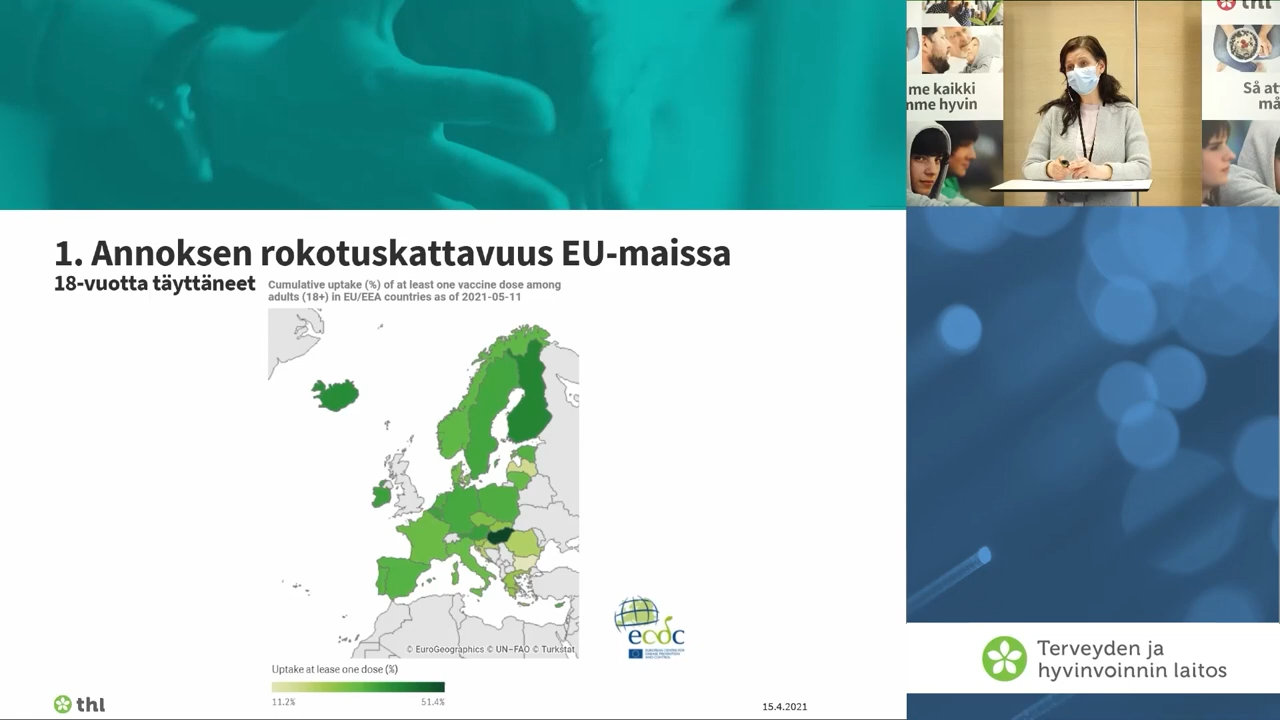 1. Annoksen rokotuskattavuus EU-maissa
18-vuotta täyttäneet
Cumulative uptake (%) of at least one vaccine dose among
adults (18+) in EU/EEA countries as of 2021-05-11
© EuroGeographics © UN–FAO © Turkstat
Uptake at lease one dose (%)
11.2%
51.4%
ecdc
thl
15.4.2021
me kaikki
mme hyvin
thl
Så at
må
Terveyden ja
hyvinvoinnin laitos